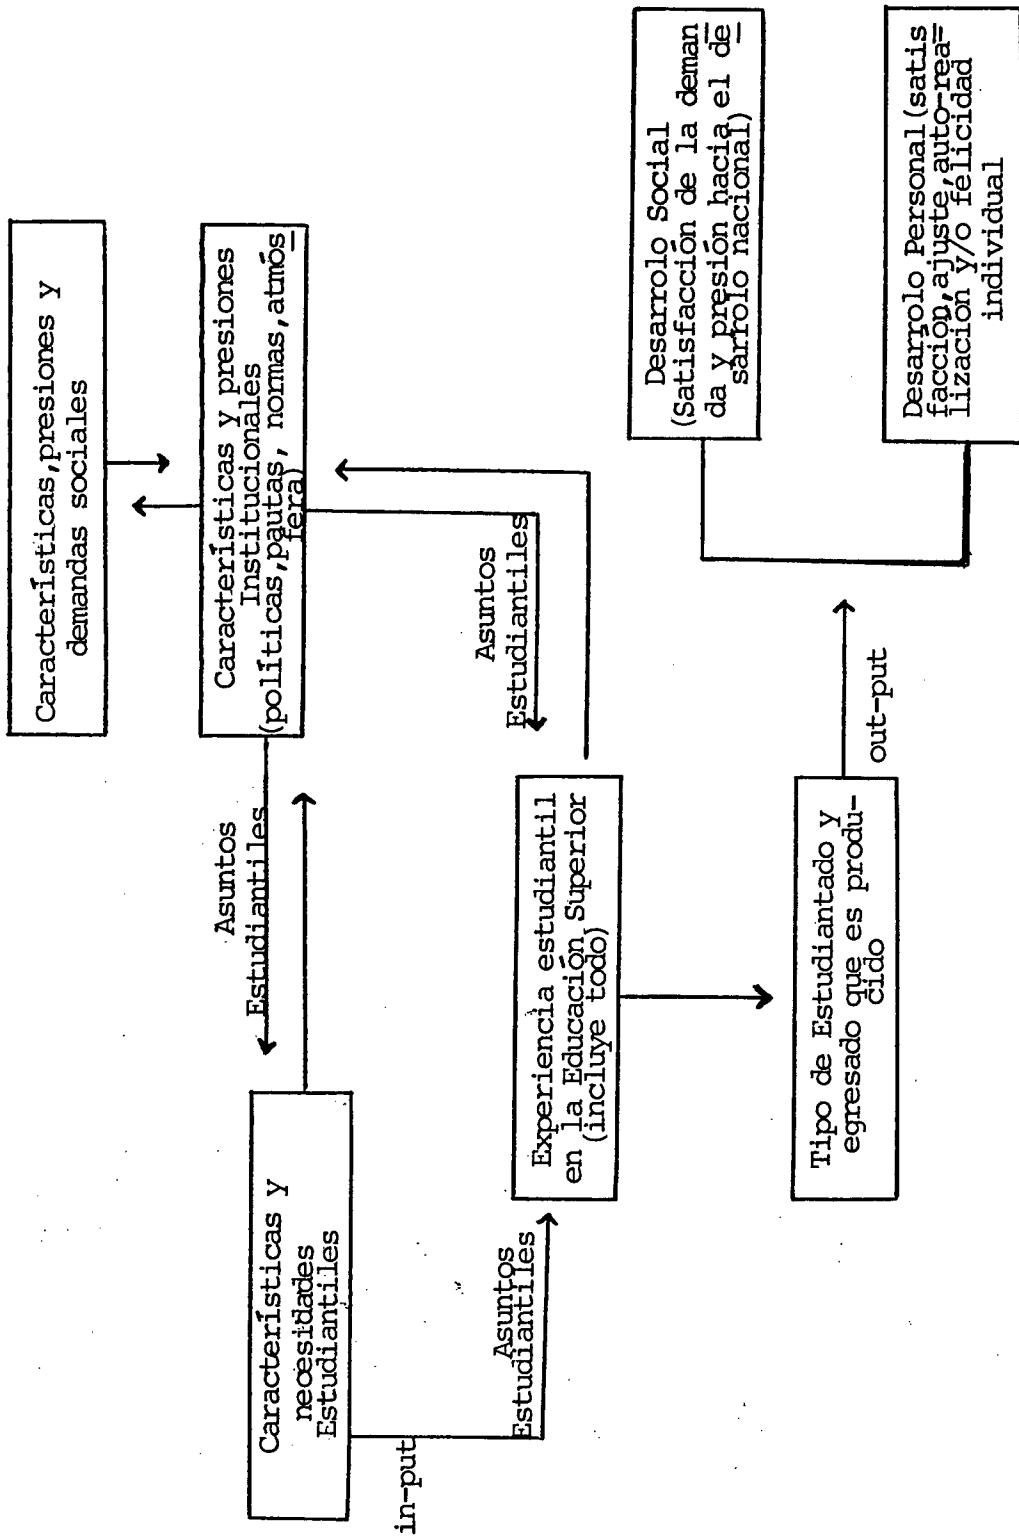 Características,presiones y
demandas sociales
Características y presiones
Institucionales
(políticas,pautas, normas,atmós
fera)
Asuntos
Estudiantiles
Características y
necesidades
Estudiantiles
in-put
Asuntos
Estudiantiles
Asuntos
Estudiantiles
Experiencia estudiantil
en la Educación Superior
(incluye todo)
Tipo de Estudiantado y
egresado que es produ-
cido
out-put
Desarrolo Social
(Satisfacción de la deman
da y presión hacia el de
sarrolo nacional)
Desarrolo Personal(satis
facción,ajuste,auto-rea=
lización y/o felicidad
individual